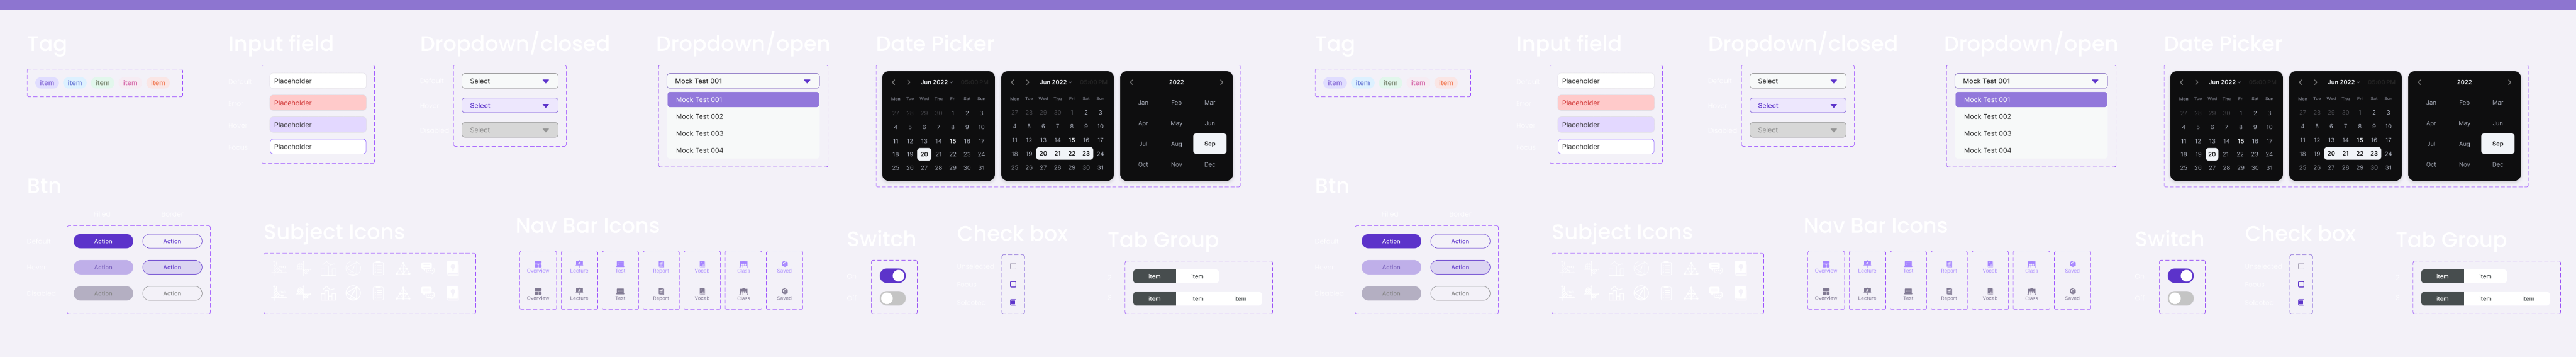 Tag
item item item item item
Input field
Placeholder
Placeholder
Placeholder
Placeholder
Dropdown/closed
Select
Select
Select
Dropdown/open
Mock Test 001
Mock Test 001
Mock Test 002
Mock Test 003
Mock Test 004
Date Picker
Jun 2022
Mon Tue Wed Thu Fri Sat Sun
27 28 29 30 1 2 3
4 5 6 7 8 9 10
11 12 13 14 15 16 17
18 19 20 21 22 23 24
25 26 27 28 29 30 31
Jun 2022
Mon Tue Wed Thu Fri Sat Sun
27 28 29 30 1 2 3
4 5 6 7 8 9 10
11 12 13 14 15 16 17
18 19 20 21 22 23 24
25 26 27 28 29 30 31
2022
Jan Feb Mar
Apr May Jun
Jul Aug Sep
Oct Nov Dec
Btn
Action Action
Action Action
Action Action
Subject Icons
Nav Bar Icons
Overview Lecture Test Report Vocab Class Saved
Overview Lecture Test Report Vocab Class Saved
Switch
Check box
Tab Group
Item Item
Item Item item
Tag
item item item item item
Input field
Placeholder
Placeholder
Placeholder
Placeholder
Dropdown/closed
Select
Select
Select
Dropdown/open
Mock Test 001
Mock Test 001
Mock Test 002
Mock Test 003
Mock Test 004
Date Picker
Jun 2022
Mon Tue Wed Thu Fri Sat Sun
27 28 29 30 1 2 3
4 5 6 7 8 9 10
11 12 13 14 15 16 17
18 19 20 21 22 23 24
25 26 27 28 29 30 31
Jun 2022
Mon Tue Wed Thu Fri Sat Sun
27 28 29 30 1 2 3
4 5 6 7 8 9 10
11 12 13 14 15 16 17
18 19 20 21 22 23 24
25 26 27 28 29 30 31
2022
Jan Feb Mar
Apr May Jun
Jul Aug Sep
Oct Nov Dec
Btn
Action Action
Action Action
Action Action
Subject Icons
Nav Bar Icons
Overview Lecture Test Report Vocab Class Saved
Overview Lecture Test Report Vocab Class Saved
Switch
Check box
Tab Group
Item Item
Item Item item